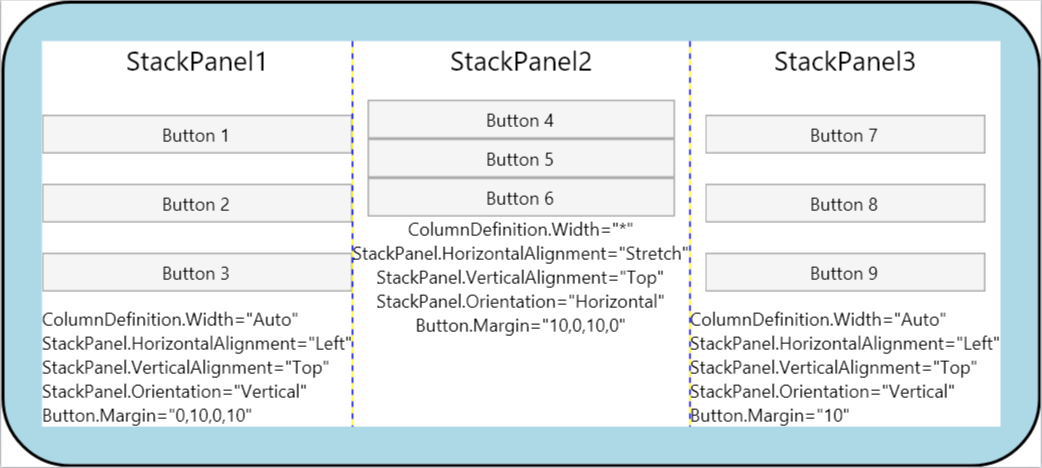 StackPanel1
Button 1
Button 2
Button 3
ColumnDefinition.Width="Auto"
StackPanel.HorizontalAlignment="Left"
StackPanel.VerticalAlignment="Top"
StackPanel.Orientation="Vertical"
Button.Margin="0,10,0,10"
StackPanel2
Button 4
Button 5
Button 6
ColumnDefinition.Width="*"
StackPanel.HorizontalAlignment="Stretch"
StackPanel.VerticalAlignment="Top"
StackPanel.Orientation="Horizontal"
Button.Margin="10,0,10,0"
StackPanel3
Button 7
Button 8
Button 9
ColumnDefinition.Width="Auto"
StackPanel.HorizontalAlignment="Left"
StackPanel.VerticalAlignment="Top"
StackPanel.Orientation="Vertical"
Button.Margin="10"